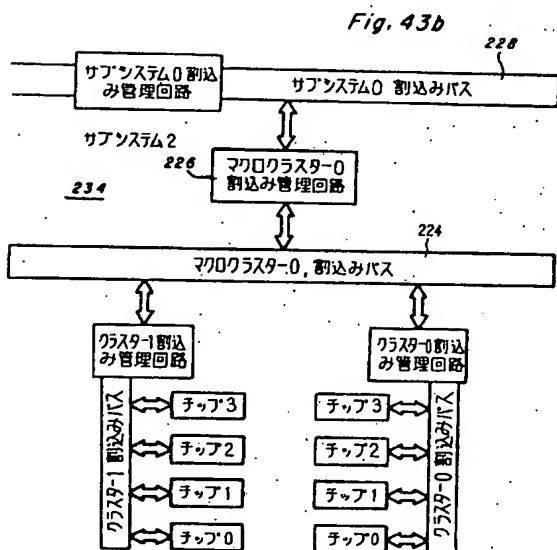 Fig. 43b
228
サブシステム0 割込
み管理回路
サブシステム0 割込みバス
サブシステム2
226
マクロクラスター0
割込み管理回路
234
224
マクロクラスター0, 割込みバス
クラスター1 割込
み管理回路
クラスター1 割込みバス
チップ3
チップ2
チップ1
チップ0
クラスター0 割込
み管理回路
クラスター0 割込みバス
チップ3
チップ2
チップ1
チップ0